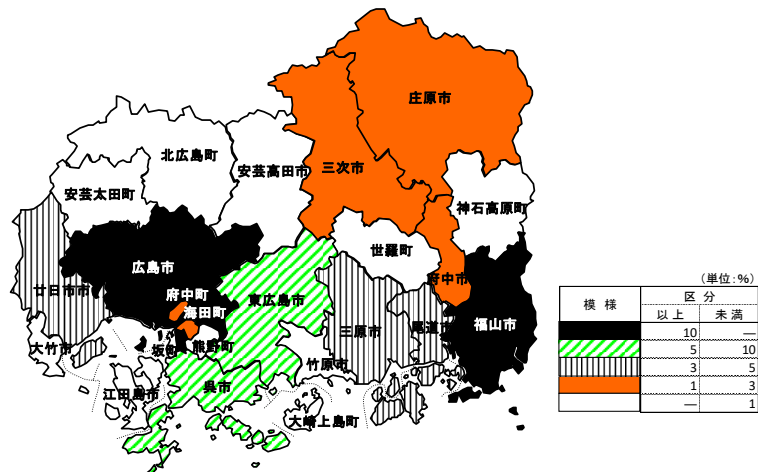 庄原市
北広島町
安芸高田市
三次市
安芸太田町
神石高原町
世羅町
広島市
府中市
廿日市市
府中町
東広島市
海田町
三原市
尾道市
福山市
大竹市
坂町
熊野町
竹原市
呉市
江田島市
大崎上島町
（単位：％）
模 様 区 分
以 上 未 満
10 ―
5 10
3 5
1 3
― 1